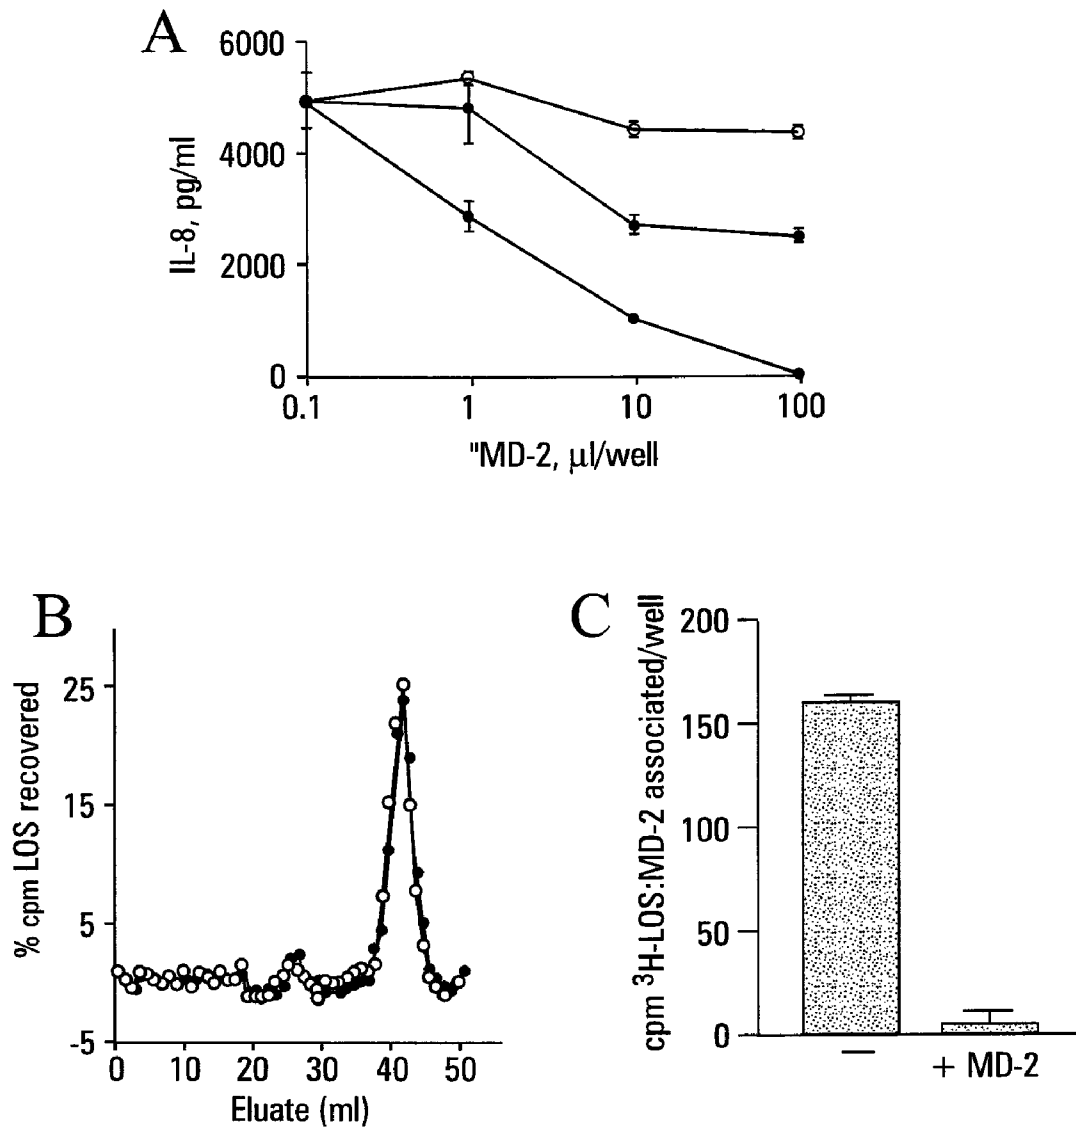 A
6000
4000
2000
0
IL-8, pg/ml
0.1 1 10 100
"MD-2, µl/well
B
25
15
5
-5
% cpm LOS recovered
0 10 20 30 40 50
Eluate (ml)
C
200
150
100
50
0
cpm ³H-LOS:MD-2 associated/well
— + MD-2